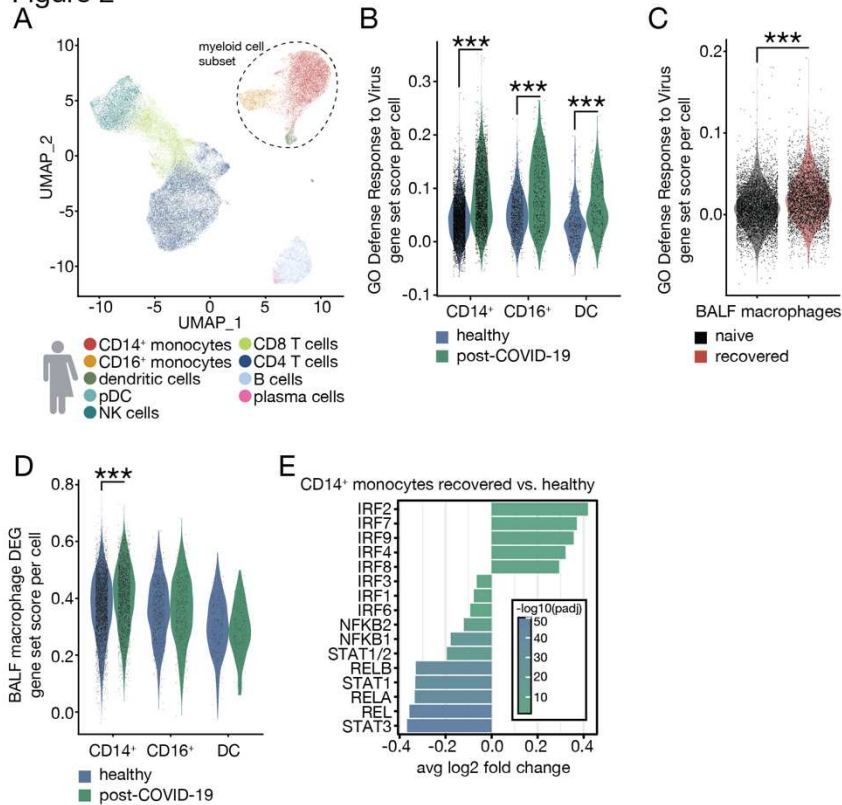 Figure 2
A
myeloid cell
subset
10
5
0
-5
-10
UMAP_2
-10 -5 0 5 10
UMAP_1
CD14⁺ monocytes
CD16⁺ monocytes
dendritic cells
pDC
NK cells
CD8 T cells
CD4 T cells
B cells
plasma cells
B
GO Defense Response to Virus
gene set score per cell
*** *** ***
0.3
0.2
0.1
0.0
-0.1
CD14⁺ CD16⁺ DC
healthy
post-COVID-19
C
GO Defense Response to Virus
gene set score per cell
***
0.2
0.1
0.0
BALF macrophages
naive
recovered
D
BALF macrophage DEG
gene set score per cell
***
0.8
0.6
0.4
0.2
0.0
CD14⁺ CD16⁺ DC
healthy
post-COVID-19
E
CD14⁺ monocytes recovered vs. healthy
IRF2
IRF7
IRF9
IRF4
IRF8
IRF3
IRF1
IRF6
NFKB2
NFKB1
STAT1/2
RELB
STAT1
RELA
REL
STAT3
-log10(padj)
50
40
30
20
10
-0.4 -0.2 0.0 0.2 0.4
avg log2 fold change